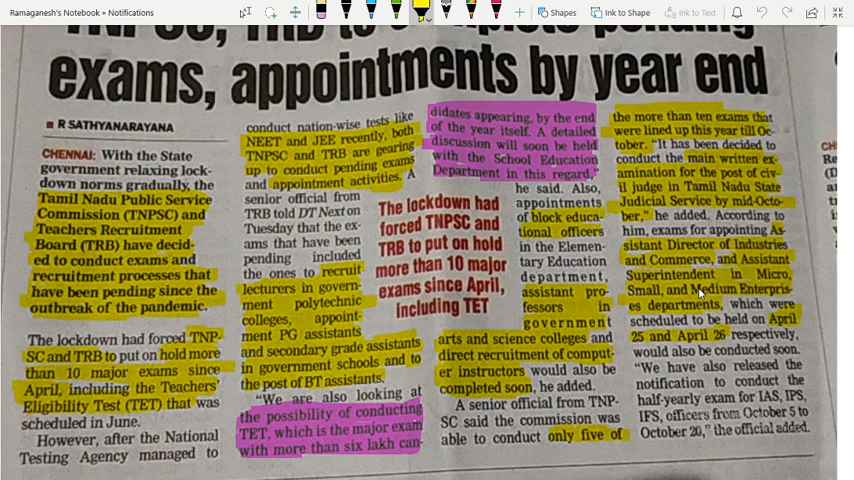 Ramaganesh's Notebook » Notifications
Shapes
Ink to Shape
Ink to Text
TNPSC, TRB to complete pending
exams, appointments by year end
R SATHYANARAYANA
CHENNAI: With the State
government relaxing lock-
down norms gradually, the
Tamil Nadu Public Service
Commission (TNPSC) and
Teachers Recruitment
Board (TRB) have decid-
ed to conduct exams and
recruitment processes that
have been pending since the
outbreak of the pandemic.
The lockdown had forced TNP-
SC and TRB to put on hold more
than 10 major exams since
April, including the Teachers'
Eligibility Test (TET) that was
scheduled in June.
However, after the National
Testing Agency managed to
conduct nation-wise tests like
NEET and JEE recently, both
TNPSC and TRB are gearing
up to conduct pending exams
and appointment activities. A
senior official from
TRB told DT Next on
Tuesday that the ex-
ams that have been
pending included
the ones to recruit
lecturers in govern-
ment polytechnic
colleges, appoint-
ment PG assistants
and secondary grade assistants
in government schools and to
the post of BT assistants.
"We are also looking at
the possibility of conducting
TET, which is the major exam
with more than six lakh can-
didates appearing, by the end
of the year itself. A detailed
discussion will soon be held
with the School Education
Department in this regard,"
he said. Also,
appointments
of block educa-
tional officers
in the Elemen-
tary Education
department,
assistant pro-
fessors in
government
arts and science colleges and
direct recruitment of comput-
er instructors would also be
completed soon, he added.
A senior official from TNP-
SC said the commission was
able to conduct only five of
The lockdown had
forced TNPSC and
TRB to put on hold
more than 10 major
exams since April,
including TET
the more than ten exams that
were lined up this year till Oc-
tober. "It has been decided to
conduct the main written ex-
amination for the post of civ-
il judge in Tamil Nadu State
Judicial Service by mid-Octo-
ber," he added. According to
him, exams for appointing As-
sistant Director of Industries
and Commerce, and Assistant
Superintendent in Micro,
Small, and Medium Enterpris-
es departments, which were
scheduled to be held on April
25 and April 26 respectively,
would also be conducted soon.
"We have also released the
notification to conduct the
half-yearly exam for IAS, IPS,
IFS, officers from October 5 to
October 20," the official added.
CH
Re
(D